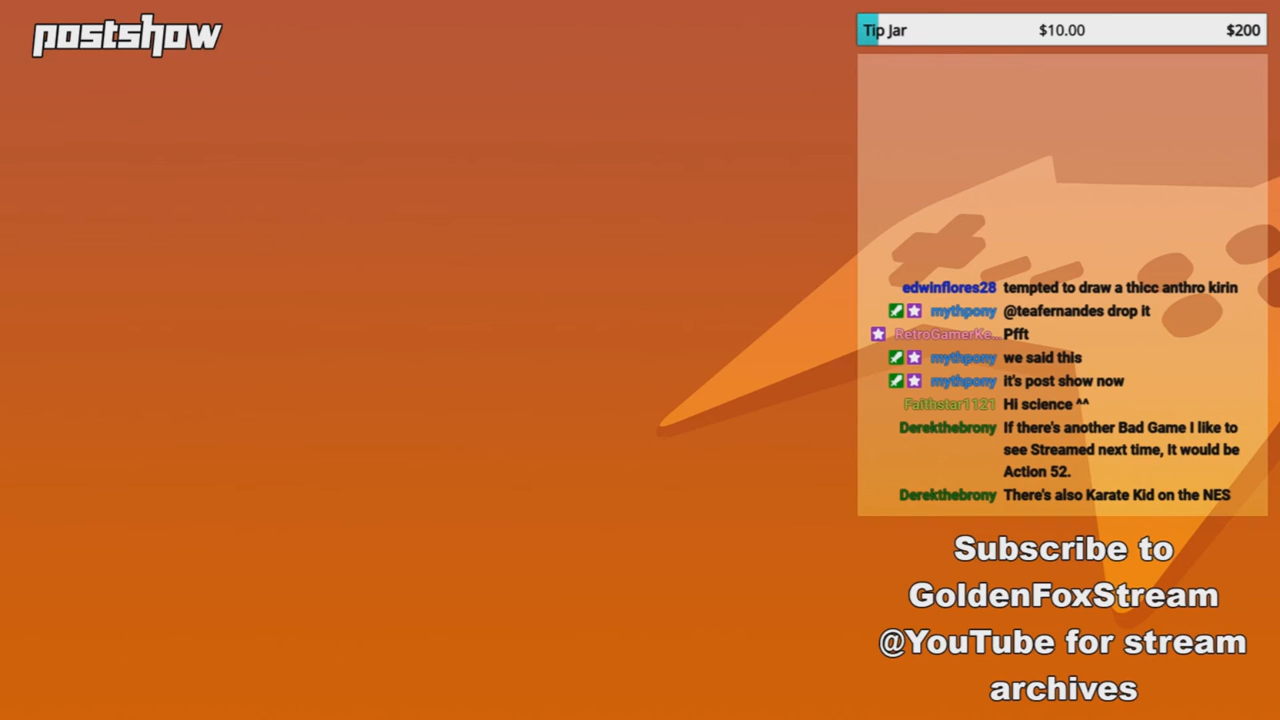 postshow
Tip Jar $10.00 $200
edwinflores28 tempted to draw a thicc anthro kirin
mythpony @teafernandes drop it
RetroGamerKe... Pfft
mythpony we said this
mythpony it's post show now
Faithstar1121 Hi science ^^
Derekthebrony If there's another Bad Game I like to
see Streamed next time, It would be
Action 52.
Derekthebrony There's also Karate Kid on the NES
Subscribe to
GoldenFoxStream
@YouTube for stream
archives